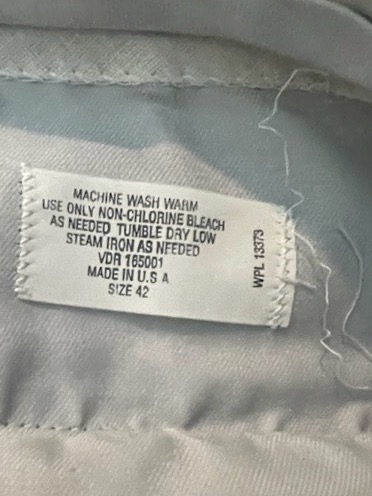 MACHINE WASH WARM
USE ONLY NON-CHLORINE BLEACH
AS NEEDED TUMBLE DRY LOW
STEAM IRON AS NEEDED
VDR 165001
MADE IN U.S A
SIZE 42
WPL 13373